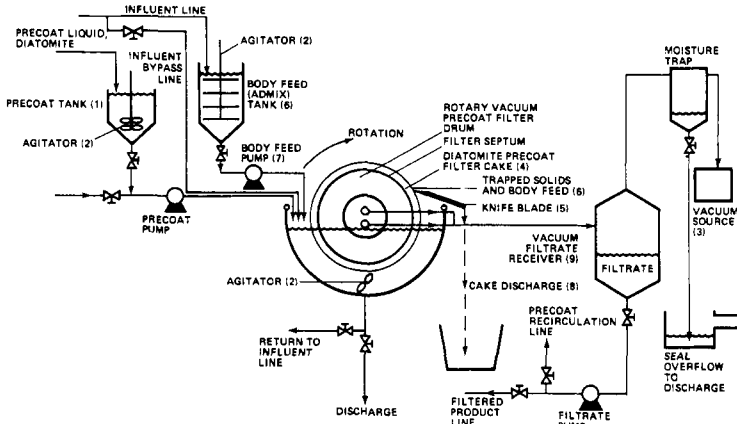 INFLUENT LINE
PRECOAT LIQUID,
DIATOMITE
INFLUENT
BYPASS
LINE
AGITATOR (2)
PRECOAT TANK (1)
AGITATOR (2)
BODY FEED
(ADMIX)
TANK (6)
BODY FEED
PUMP (7)
ROTATION
ROTARY VACUUM
PRECOAT FILTER
DRUM
FILTER SEPTUM
DIATOMITE PRECOAT
FILTER CAKE (4)
TRAPPED SOLIDS
AND BODY FEED (6)
KNIFE BLADE (5)
MOISTURE
TRAP
VACUUM
SOURCE
(3)
PRECOAT
PUMP
VACUUM
FILTRATE
RECEIVER (9)
FILTRATE
AGITATOR (2)
CAKE DISCHARGE (8)
PRECOAT
RECIRCULATION
LINE
RETURN TO
INFLUENT
LINE
SEAL
OVERFLOW
TO
DISCHARGE
DISCHARGE
FILTERED
PRODUCT
LINE
FILTRATE